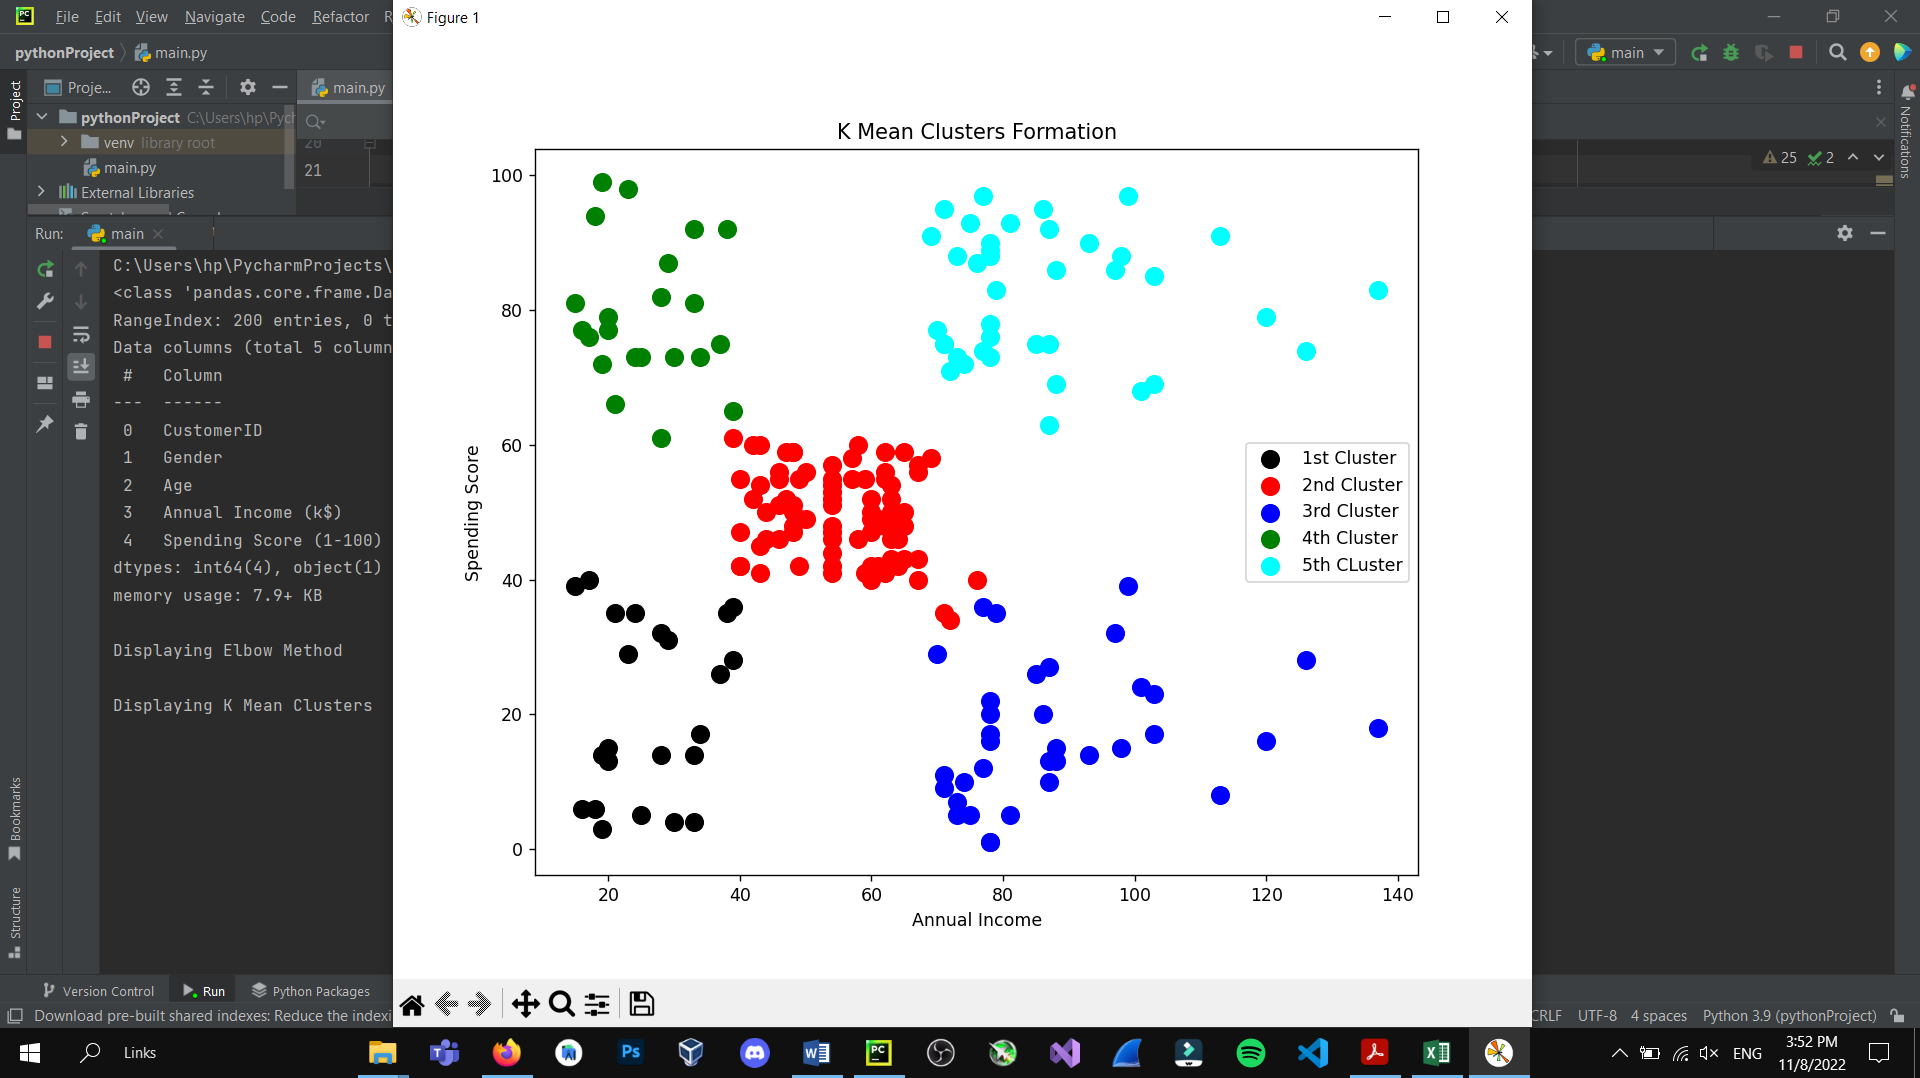 File Edit View Navigate Code Refactor
Figure 1
pythonProject main.py
main
Project
Proje...
main.py
pythonProject C:\Users\hp\Pych
venv library root
main.py
External Libraries
20
21
25 2
Notifications
Run: main
C:\Users\hp\PycharmProjects\
<class 'pandas.core.frame.Da
RangeIndex: 200 entries, 0 t
Data columns (total 5 column
# Column
--- ------
0 CustomerID
1 Gender
2 Age
3 Annual Income (k$)
4 Spending Score (1-100)
dtypes: int64(4), object(1)
memory usage: 7.9+ KB
Displaying Elbow Method
Displaying K Mean Clusters
K Mean Clusters Formation
100
80
60
40
20
0
Spending Score
20 40 60 80 100 120 140
Annual Income
1st Cluster
2nd Cluster
3rd Cluster
4th Cluster
5th CLuster
Bookmarks
Structure
Version Control Run Python Packages
Download pre-built shared indexes: Reduce the indexi
CRLF UTF-8 4 spaces Python 3.9 (pythonProject)
Links
ENG
3:52 PM
11/8/2022